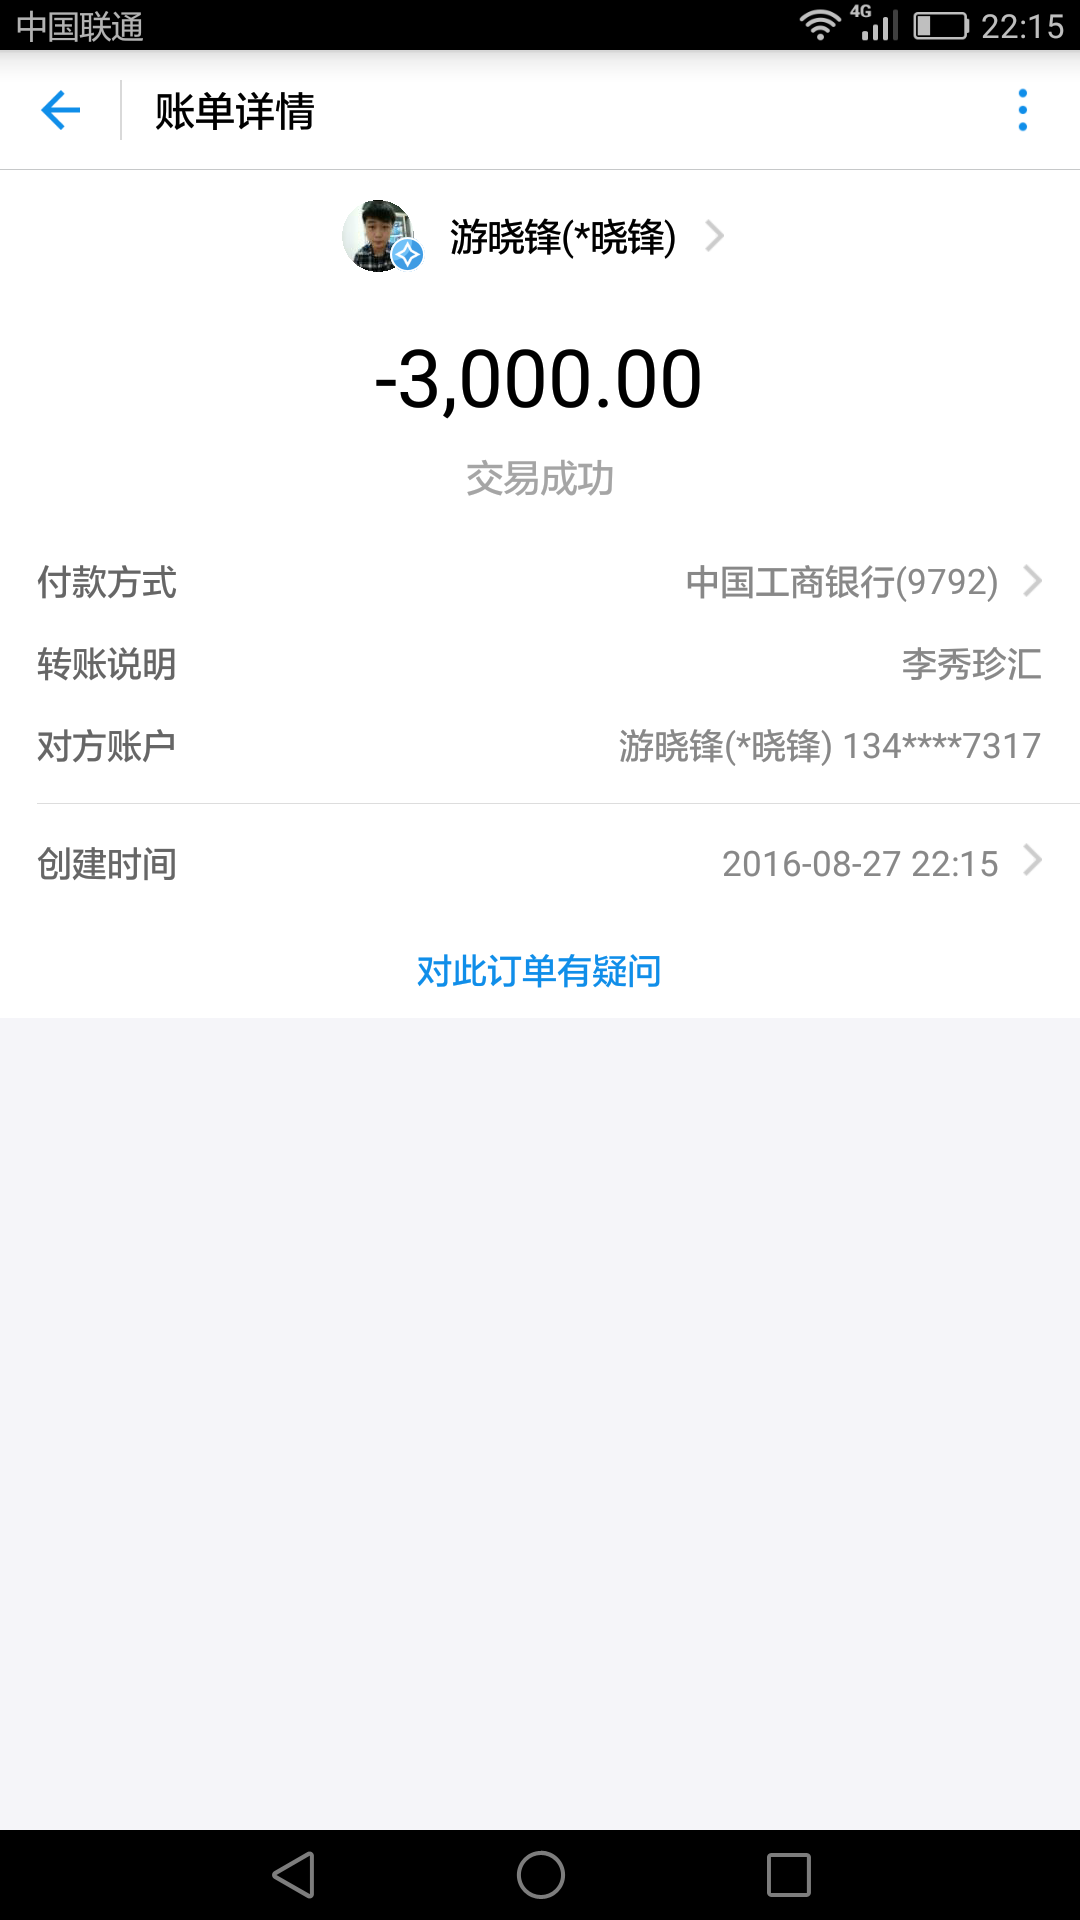 中国联通 4G 22:15
账单详情
游晓锋(*晓锋)
-3,000.00
交易成功
付款方式 中国工商银行(9792)
转账说明 李秀珍汇
对方账户 游晓锋(*晓锋) 134****7317
创建时间 2016-08-27 22:15
对此订单有疑问